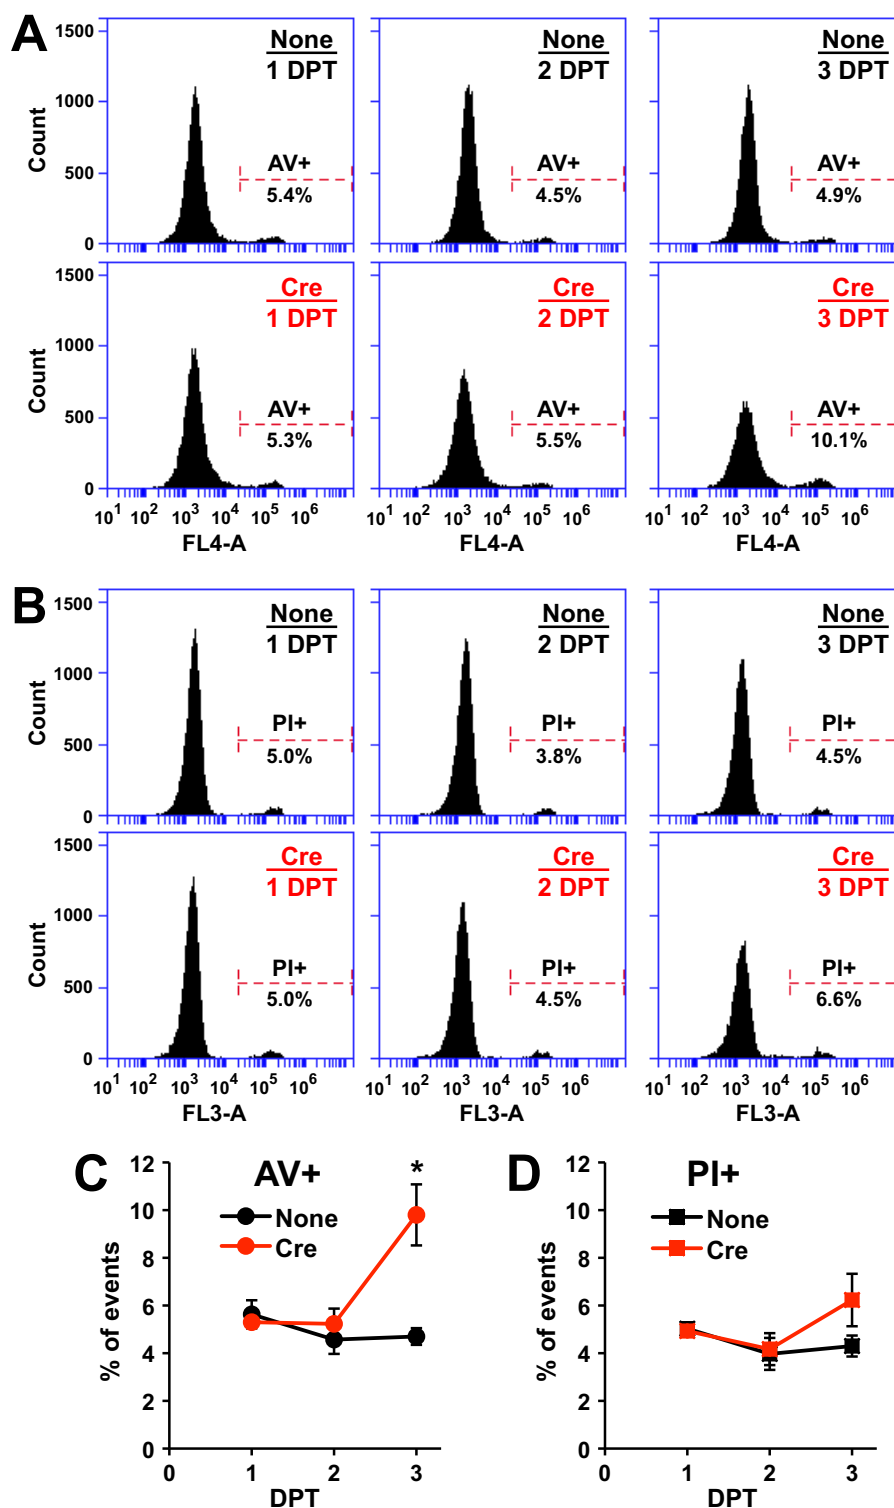 A
1500
1000
500
0
Count
None
1 DPT
AV+
5.4%
None
2 DPT
AV+
4.5%
None
3 DPT
AV+
4.9%
1500
1000
500
0
Count
Cre
1 DPT
AV+
5.3%
Cre
2 DPT
AV+
5.5%
Cre
3 DPT
AV+
10.1%
10¹ 10² 10³ 10⁴ 10⁵ 10⁶
10¹ 10² 10³ 10⁴ 10⁵ 10⁶
10¹ 10² 10³ 10⁴ 10⁵ 10⁶
FL4-A
FL4-A
FL4-A
B
1500
1000
500
0
Count
None
1 DPT
PI+
5.0%
None
2 DPT
PI+
3.8%
None
3 DPT
PI+
4.5%
1500
1000
500
0
Count
Cre
1 DPT
PI+
5.0%
Cre
2 DPT
PI+
4.5%
Cre
3 DPT
PI+
6.6%
10¹ 10² 10³ 10⁴ 10⁵ 10⁶
10¹ 10² 10³ 10⁴ 10⁵ 10⁶
10¹ 10² 10³ 10⁴ 10⁵ 10⁶
FL3-A
FL3-A
FL3-A
C
AV+
*
None
Cre
12
10
8
6
4
2
0
% of events
0 1 2 3
DPT
D
PI+
None
Cre
12
10
8
6
4
2
0
% of events
0 1 2 3
DPT